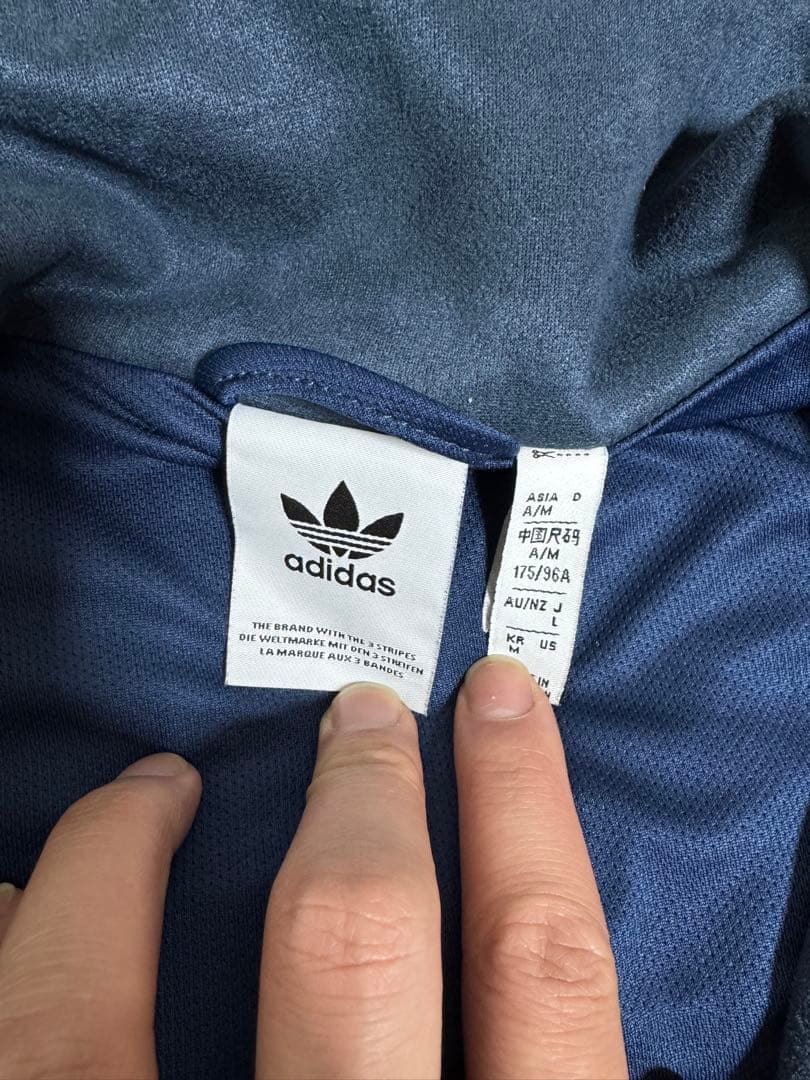 adidas
THE BRAND WITH THE 3 STRIPES
DIE WELTMARKE MIT DEN 3 STREIFEN
LA MARQUE AUX 3 BANDES
ASIA D
A/M
中国尺码
A/M
175/96A
AU/NZ J
L
KR US
M
IN